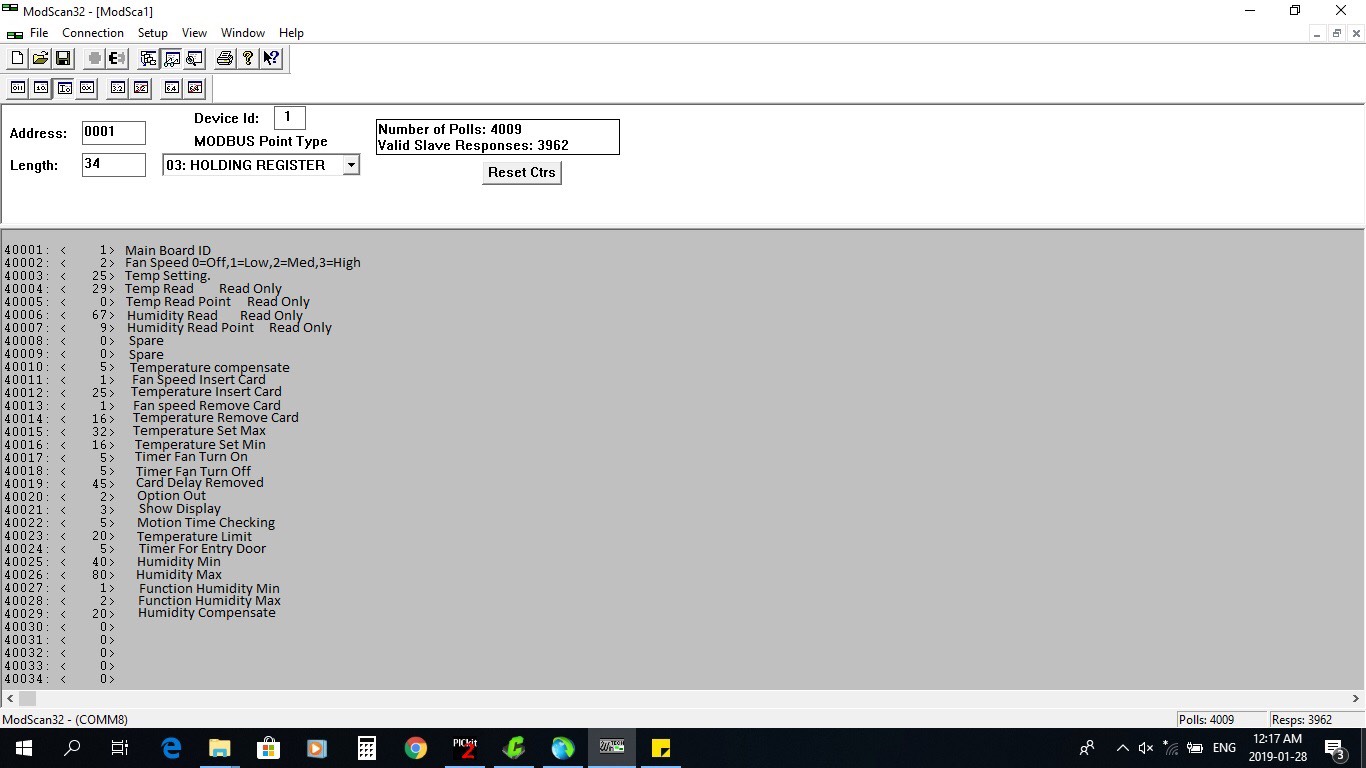 ModScan32 - [ModSca1]
File Connection Setup View Window Help
Address: 0001
Device Id: 1
MODBUS Point Type
Length: 34
03: HOLDING REGISTER
Number of Polls: 4009
Valid Slave Responses: 3962
Reset Ctrs
40001: < 1> Main Board ID
40002: < 2> Fan Speed 0=Off,1=Low,2=Med,3=High
40003: < 25> Temp Setting.
40004: < 29> Temp Read Read Only
40005: < 0> Temp Read Point Read Only
40006: < 67> Humidity Read Read Only
40007: < 9> Humidity Read Point Read Only
40008: < 0> Spare
40009: < 0> Spare
40010: < 5> Temperature compensate
40011: < 1> Fan Speed Insert Card
40012: < 25> Temperature Insert Card
40013: < 1> Fan speed Remove Card
40014: < 16> Temperature Remove Card
40015: < 32> Temperature Set Max
40016: < 16> Temperature Set Min
40017: < 5> Timer Fan Turn On
40018: < 5> Timer Fan Turn Off
40019: < 45> Card Delay Removed
40020: < 2> Option Out
40021: < 3> Show Display
40022: < 5> Motion Time Checking
40023: < 20> Temperature Limit
40024: < 5> Timer For Entry Door
40025: < 40> Humidity Min
40026: < 80> Humidity Max
40027: < 1> Function Humidity Min
40028: < 2> Function Humidity Max
40029: < 20> Humidity Compensate
40030: < 0>
40031: < 0>
40032: < 0>
40033: < 0>
40034: < 0>
ModScan32 - (COMM8)
Polls: 4009
Resps: 3962
PICkit 2
ENG
12:17 AM
2019-01-28
3